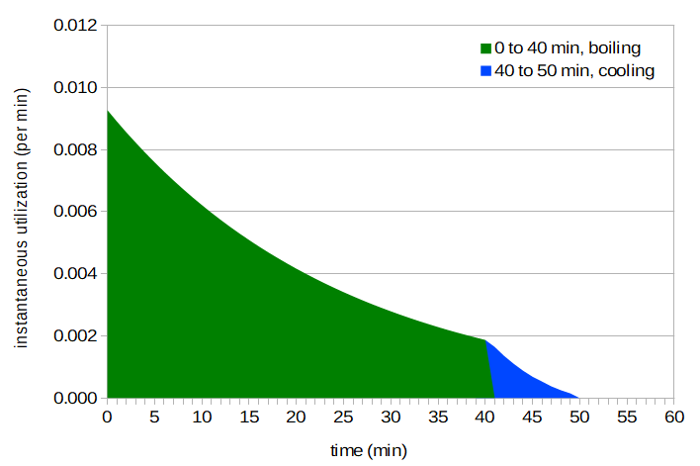 0.012
0.010
0.008
0.006
0.004
0.002
0.000
instantaneous utilization (per min)
0 to 40 min, boiling
40 to 50 min, cooling
0 5 10 15 20 25 30 35 40 45 50 55 60
time (min)